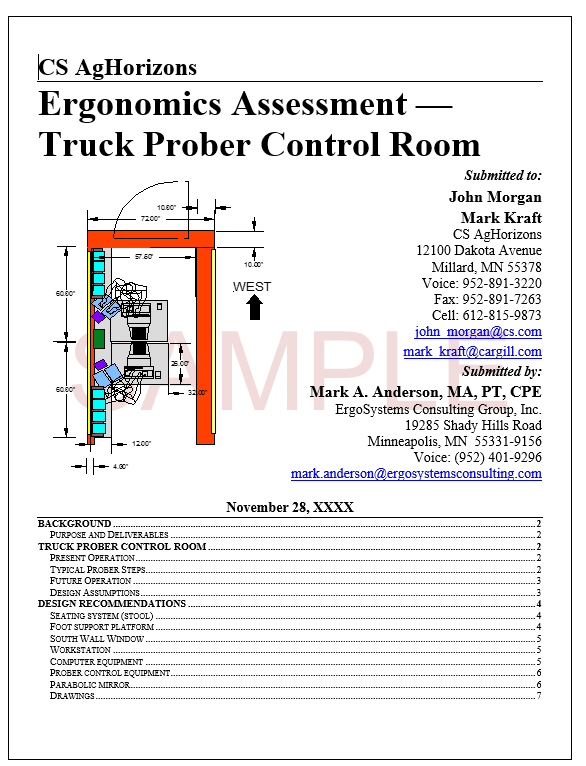 CS AgHorizons
Ergonomics Assessment —
Truck Prober Control Room
Submitted to:
John Morgan
Mark Kraft
CS AgHorizons
12100 Dakota Avenue
Millard, MN 55378
Voice: 952-891-3220
Fax: 952-891-7263
Cell: 612-815-9873
john_morgan@cs.com
mark_kraft@cargill.com
Submitted by:
Mark A. Anderson, MA, PT, CPE
ErgoSystems Consulting Group, Inc.
19285 Shady Hills Road
Minneapolis, MN  55331-9156
Voice: (952) 401-9296
mark.anderson@ergosystemsconsulting.com
10.00"
72.00"
57.50"
10.00"
WEST
60.00"
26.00"
32.00"
60.00"
12.00"
4.00"
SAMPLE
November 28, XXXX
BACKGROUND 2
PURPOSE AND DELIVERABLES 2
TRUCK PROBER CONTROL ROOM 2
PRESENT OPERATION 2
TYPICAL PROBER STEPS 2
FUTURE OPERATION 3
DESIGN ASSUMPTIONS 3
DESIGN RECOMMENDATIONS 4
SEATING SYSTEM (STOOL) 4
FOOT SUPPORT PLATFORM 4
SOUTH WALL WINDOW 5
WORKSTATION 5
COMPUTER EQUIPMENT 5
PROBER CONTROL EQUIPMENT 6
PARABOLIC MIRROR 6
DRAWINGS 7